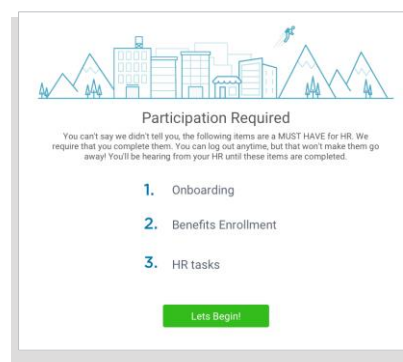 Participation Required
You can't say we didn't tell you, the following items are a MUST HAVE for HR. We
require that you complete them. You can log out anytime, but that won't make them go
away! You'll be hearing from your HR until these items are completed.
1. Onboarding
2. Benefits Enrollment
3. HR tasks
Lets Begin!